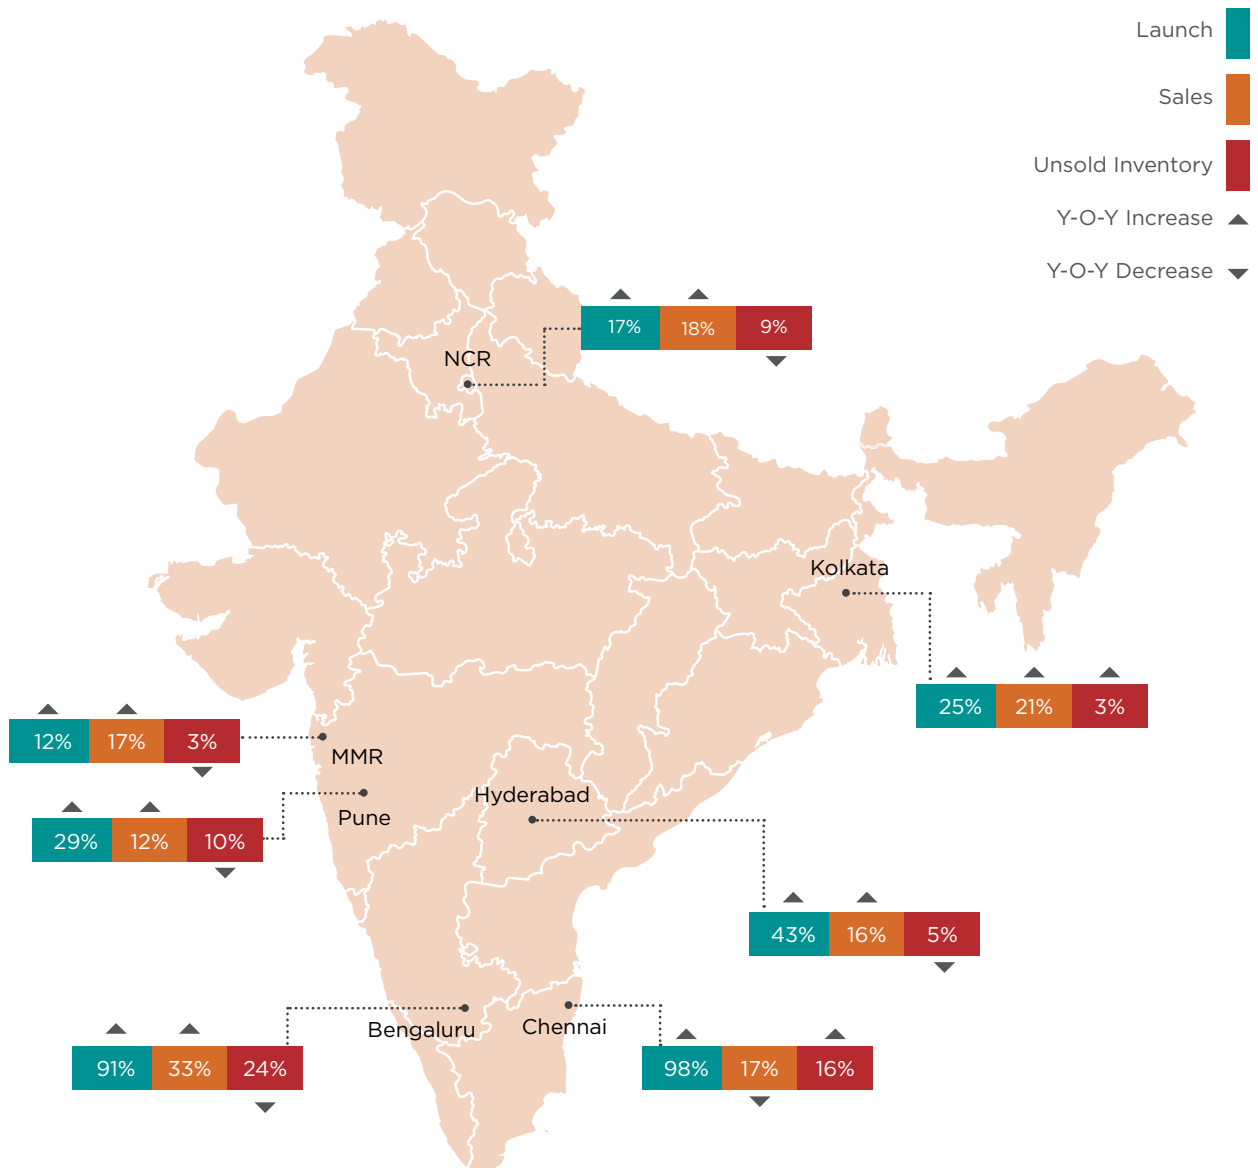 Launch
Sales
Unsold Inventory
Y-O-Y Increase
Y-O-Y Decrease
17% 18% 9%
NCR
Kolkata
25% 21% 3%
12% 17% 3%
MMR
Hyderabad
Pune
29% 12% 10%
43% 16% 5%
Bengaluru
Chennai
91% 33% 24%
98% 17% 16%